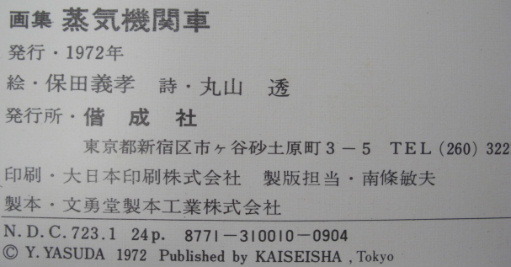 画集 蒸気機関車
発行・1972年
絵・保田義孝 詩・丸山 透
発行所・偕成社
東京都新宿区市ヶ谷砂土原町3－5 TEL(260)322
印刷・大日本印刷株式会社 製版担当・南條敏夫
製本・文勇堂製本工業株式会社
N.D.C.723.1 24p. 8771－310010－0904
© Y. YASUDA 1972 Published by KAISEISHA, Tokyo